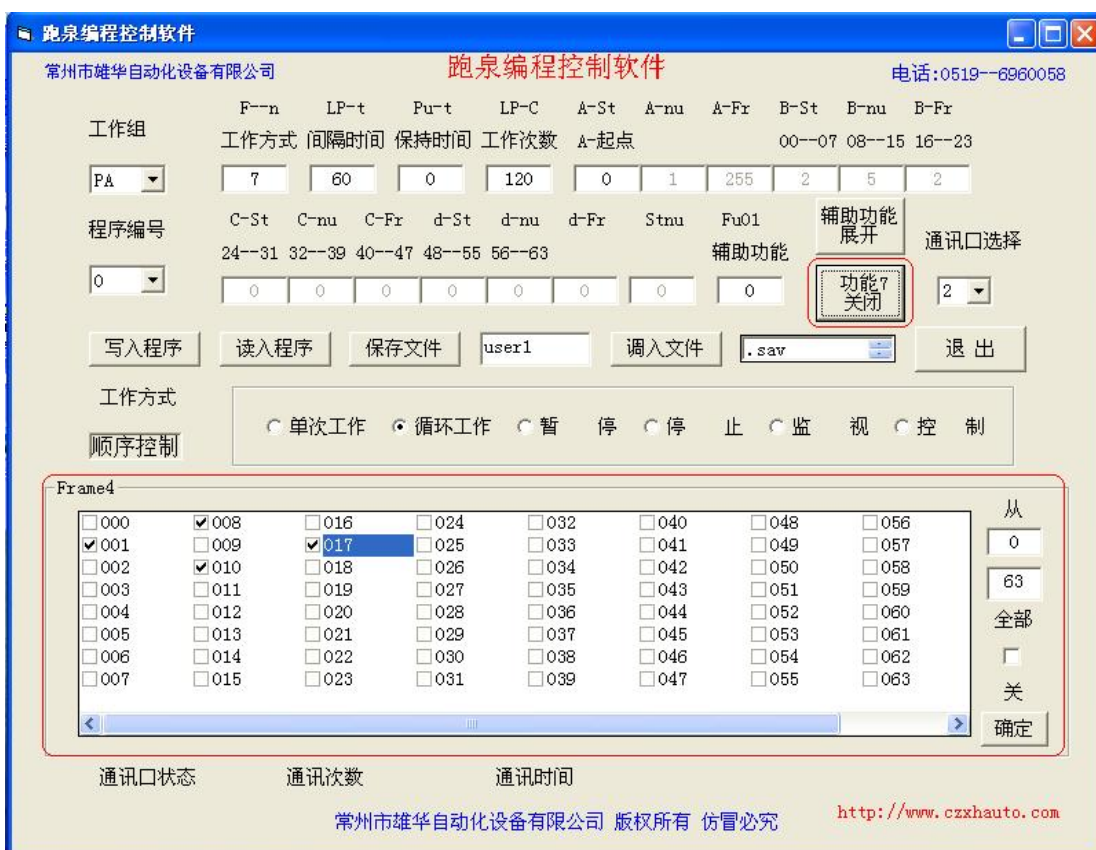 跑泉编程控制软件
常州市雄华自动化设备有限公司 跑泉编程控制软件 电话:0519--6960058
F--n LP-t Pu-t LP-C A-St A-nu A-Fr B-St B-nu B-Fr
工作组 工作方式 间隔时间 保持时间 工作次数 A-起点 00--07 08--15 16--23
PA 7 60 0 120 0 1 255 2 5 2
程序编号 C-St C-nu C-Fr d-St d-nu d-Fr Stnu Fu01 辅助功能
展开 通讯口选择
24--31 32--39 40--47 48--55 56--63 辅助功能
0 0 0 0 0 0 0 0 0 功能7
关闭 2
写入程序 读入程序 保存文件 user1 调入文件 .sav 退 出
工作方式
顺序控制 单次工作 循环工作 暂 停 停 止 监 视 控 制
Frame4
000 008 016 024 032 040 048 056 从
001 009 017 025 033 041 049 057 0
002 010 018 026 034 042 050 058
003 011 019 027 035 043 051 059 63
004 012 020 028 036 044 052 060 全部
005 013 021 029 037 045 053 061
006 014 022 030 038 046 054 062
007 015 023 031 039 047 055 063 关
确定
通讯口状态 通讯次数 通讯时间
常州市雄华自动化设备有限公司 版权所有 仿冒必究 http://www.czxhauto.com